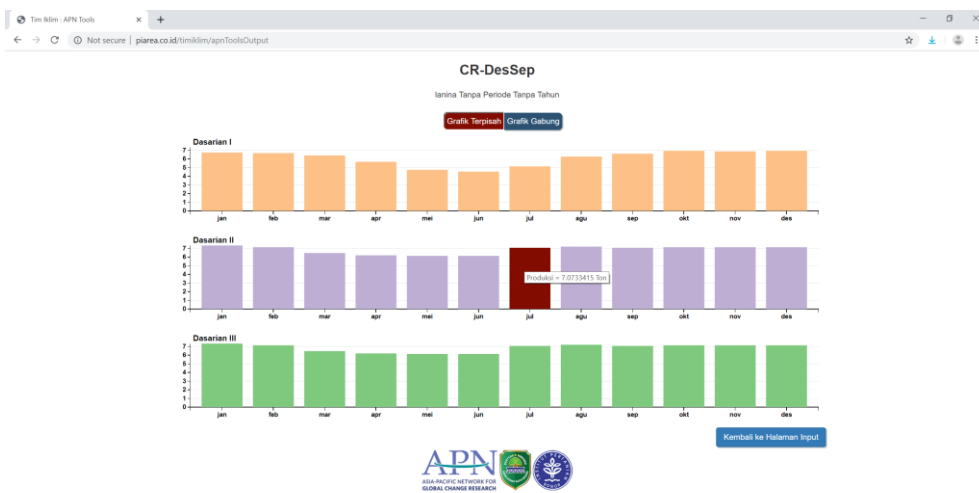 Tim Iklim : APN Tools
Not secure | piarea.co.id/timiklim/apnToolsOutput
CR-DesSep
lanina Tanpa Periode Tanpa Tahun
Grafik Terpisah Grafik Gabung
Dasarian I
7
6
5
4
3
2
1
0
jan feb mar apr mei jun jul agu sep okt nov des
Dasarian II
7
6
5
4
3
2
1
0
Produksi = 7.0733415 Ton
jan feb mar apr mei jun jul agu sep okt nov des
Dasarian III
7
6
5
4
3
2
1
0
jan feb mar apr mei jun jul agu sep okt nov des
Kembali ke Halaman Input
APN
ASIA-PACIFIC NETWORK FOR
GLOBAL CHANGE RESEARCH